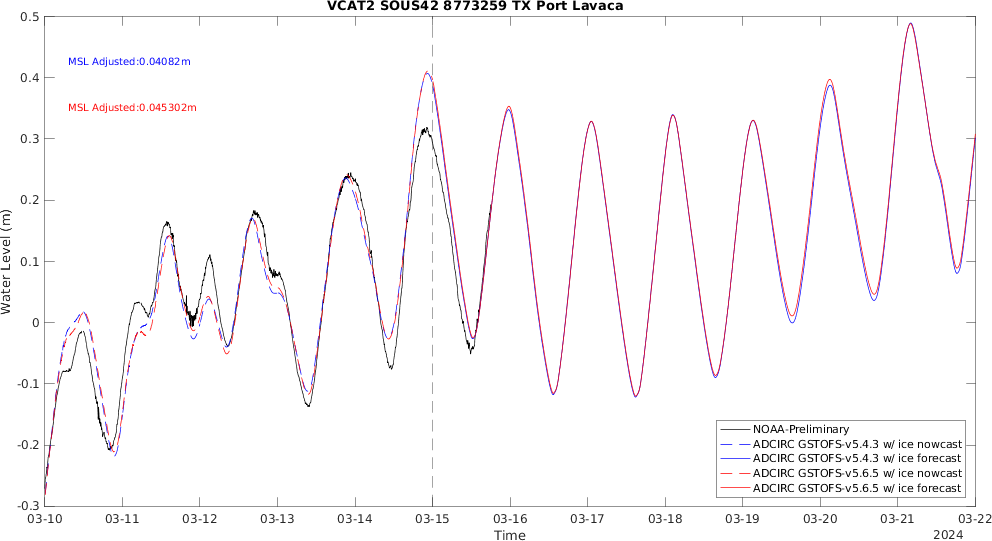 VCAT2 SOUS42 8773259 TX Port Lavaca
0.5
0.4
0.3
0.2
0.1
0
-0.1
-0.2
-0.3
Water Level (m)
MSL Adjusted:0.04082m
MSL Adjusted:0.045302m
NOAA-Preliminary
ADCIRC GSTOFS-v5.4.3 w/ ice nowcast
ADCIRC GSTOFS-v5.4.3 w/ ice forecast
ADCIRC GSTOFS-v5.6.5 w/ ice nowcast
ADCIRC GSTOFS-v5.6.5 w/ ice forecast
03-10 03-11 03-12 03-13 03-14 03-15 03-16 03-17 03-18 03-19 03-20 03-21 03-22
Time
2024